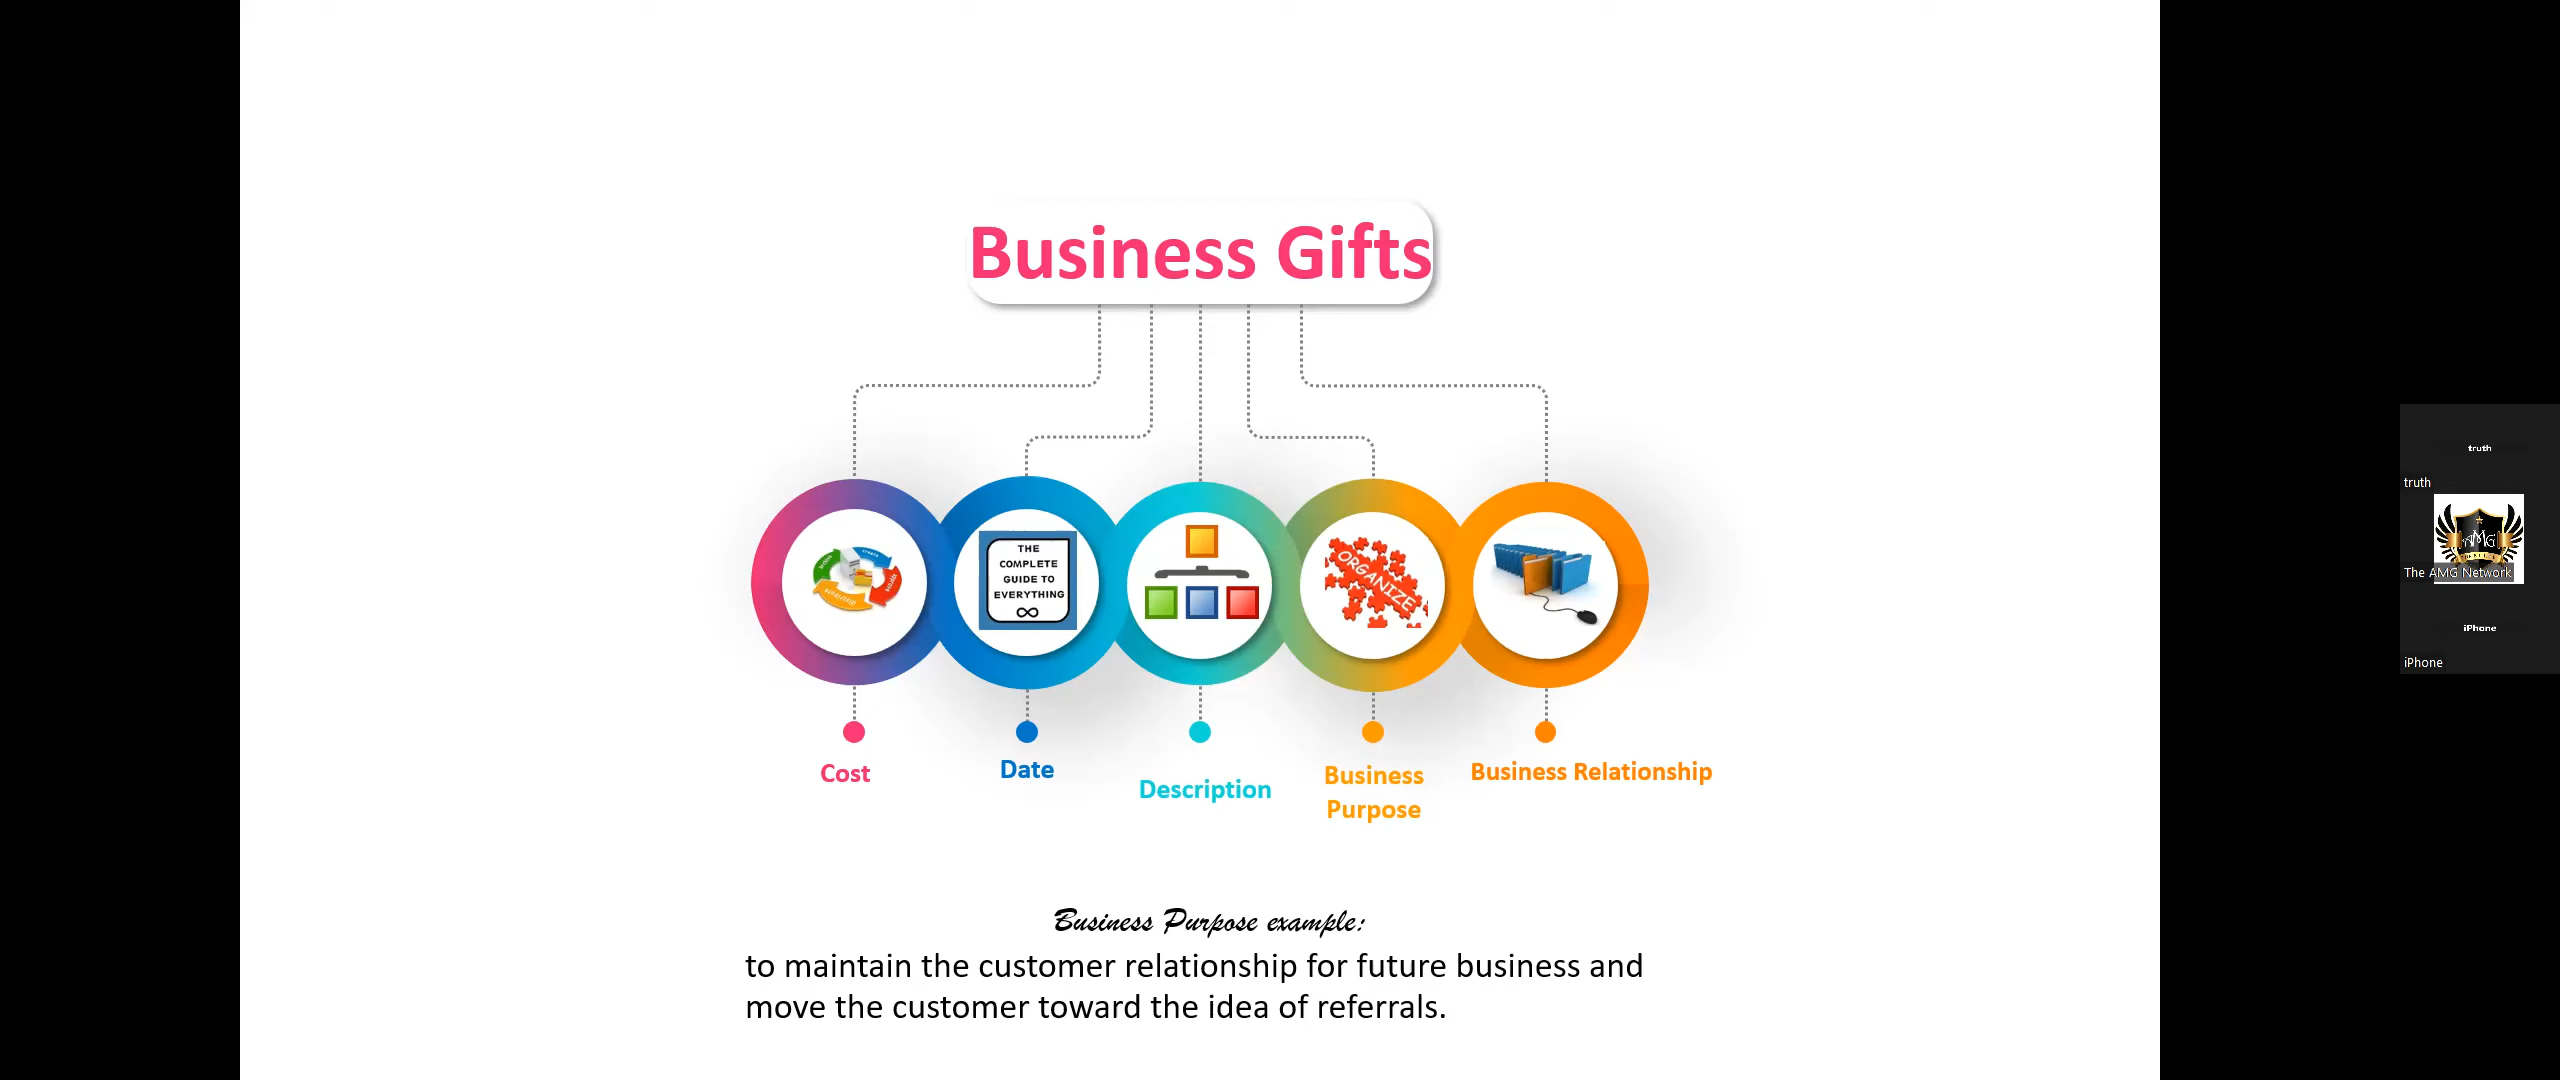 Business Gifts
THE
COMPLETE
GUIDE TO
EVERYTHING
ORGANIZE
Cost
Date
Description
Business
Purpose
Business Relationship
Business Purpose example:
to maintain the customer relationship for future business and
move the customer toward the idea of referrals.
truth
truth
AMG
The AMG Network
iPhone
iPhone